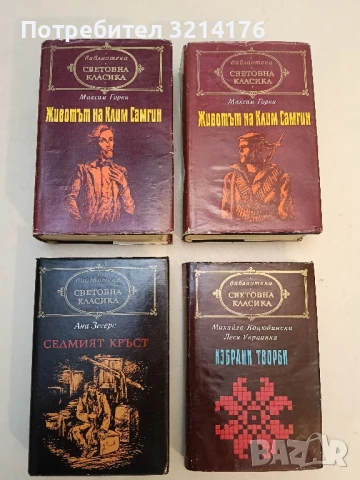 Потребител 3214176
библиотека
СВЕТОВНА
КЛАСИКА
Максим Горки
Животът на Клим Самгин
библиотека
СВЕТОВНА
КЛАСИКА
Максим Горки
Животът на Клим Самгин
библиотека
СВЕТОВНА
КЛАСИКА
Ана Зегерс
СЕДМИЯТ КРЪСТ
библиотека
СВЕТОВНА
КЛАСИКА
Михайло Коцюбински
Леся Украинка
ИЗБРАНИ ТВОРБИ
BAZAR